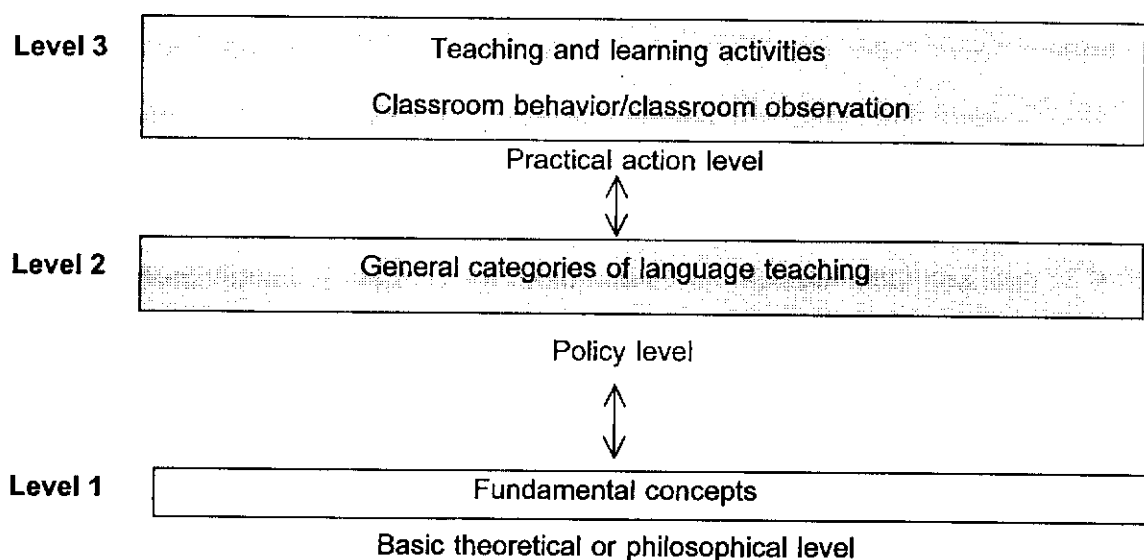 Level 3
Teaching and learning activities
Classroom behavior/classroom observation
Practical action level
Level 2
General categories of language teaching
Policy level
Level 1
Fundamental concepts
Basic theoretical or philosophical level